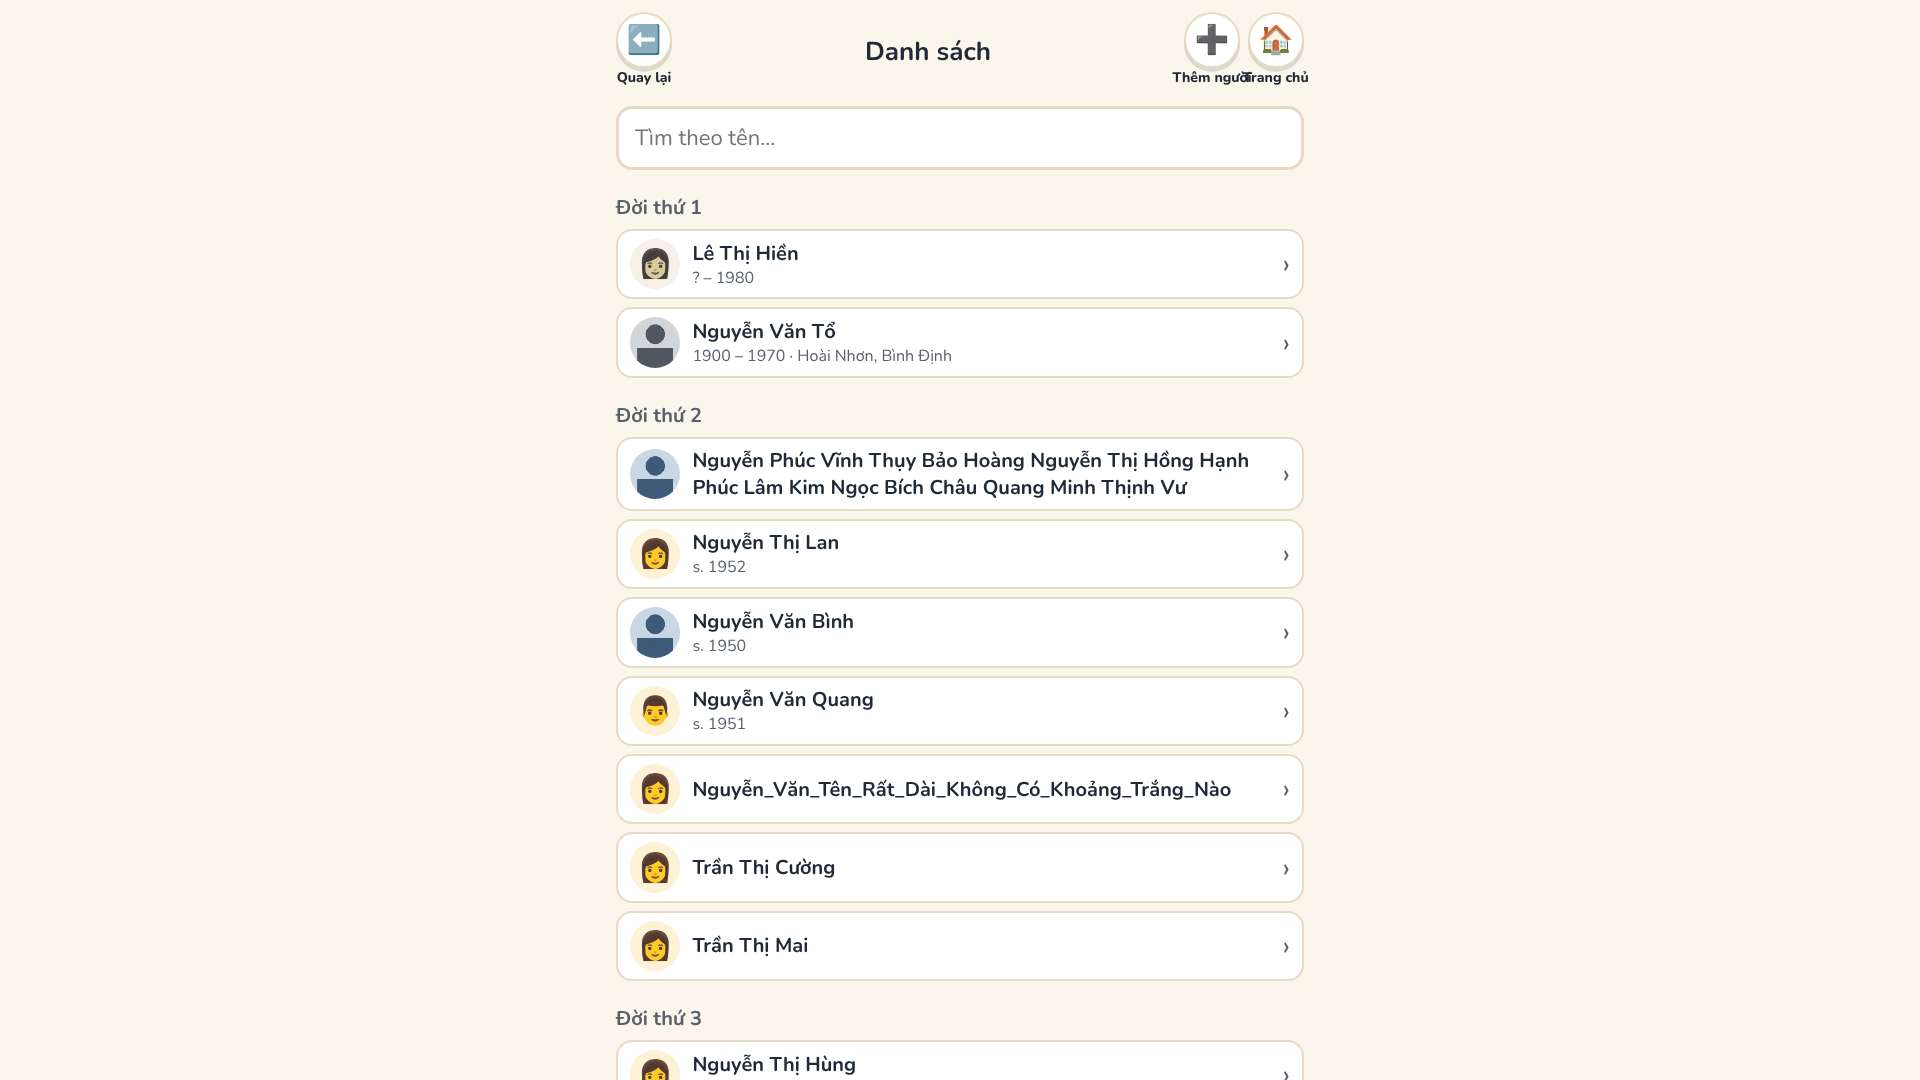 Quay lại
Danh sách
Thêm người
Trang chủ
Tìm theo tên...
Đời thứ 1
Lê Thị Hiền
? – 1980
›
Nguyễn Văn Tổ
1900 – 1970 · Hoài Nhơn, Bình Định
›
Đời thứ 2
Nguyễn Phúc Vĩnh Thụy Bảo Hoàng Nguyễn Thị Hồng Hạnh
Phúc Lâm Kim Ngọc Bích Châu Quang Minh Thịnh Vư
›
Nguyễn Thị Lan
s. 1952
›
Nguyễn Văn Bình
s. 1950
›
Nguyễn Văn Quang
s. 1951
›
Nguyễn_Văn_Tên_Rất_Dài_Không_Có_Khoảng_Trắng_Nào
›
Trần Thị Cường
›
Trần Thị Mai
›
Đời thứ 3
Nguyễn Thị Hùng
›